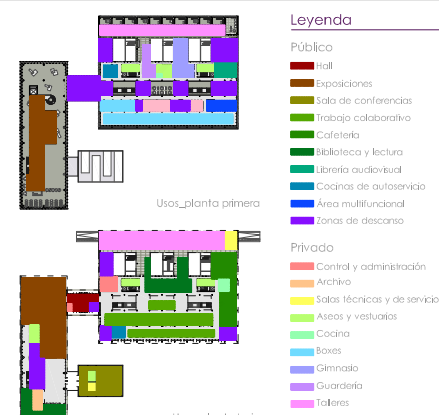 Leyenda
Público
Hall
Exposiciones
Sala de conferencias
Trabajo colaborativo
Cafetería
Biblioteca y lectura
Librería audiovisual
Cocinas de autoservicio
Área multifuncional
Zonas de descanso
Usos_planta primera
Privado
Control y administración
Archivo
Salas técnicas y de servicio
Aseos y vestuarios
Cocina
Boxes
Gimnasio
Guardería
Talleres